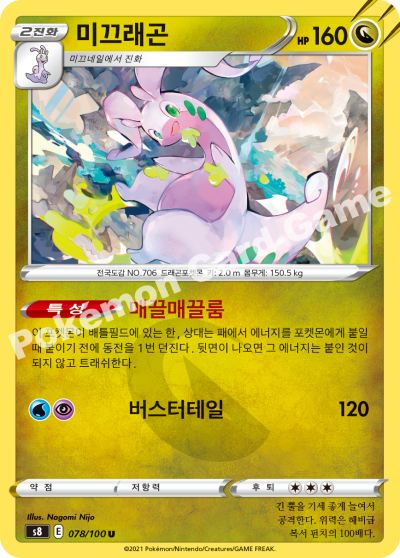 2진화 미끄래곤 HP 160
미끄네일에서 진화
전국도감 NO.706 드래곤포켓몬 키: 2.0 m 몸무게: 150.5 kg
특성 매끌매끌룸
이 포켓몬이 배틀필드에 있는 한, 상대는 패에서 에너지를 포켓몬에게 붙일
때 붙이기 전에 동전을 1번 던진다. 뒷면이 나오면 그 에너지는 붙인 것이
되지 않고 트래쉬한다.
버스터테일 120
약점 저항력 후퇴
긴 뿔을 기세 좋게 늘여서
공격한다. 위력은 헤비급
복서 펀치의 100배다.
Illus. Nagomi Nijo
s8 E 078/100 U
©2021 Pokémon/Nintendo/Creatures/GAME FREAK.
Pokémon Card Game